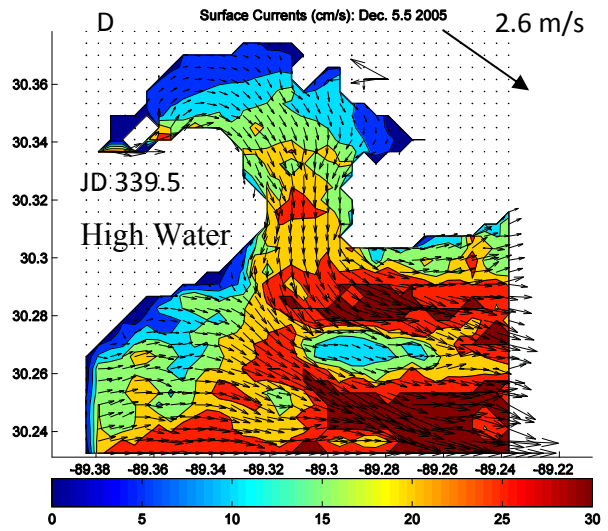 D
Surface Currents (cm/s): Dec. 5.5 2005
2.6 m/s
30.36
30.34
JD 339.5
30.32
High Water
30.3
30.28
30.26
30.24
-89.38 -89.36 -89.34 -89.32 -89.3 -89.28 -89.26 -89.24 -89.22
0 5 10 15 20 25 30